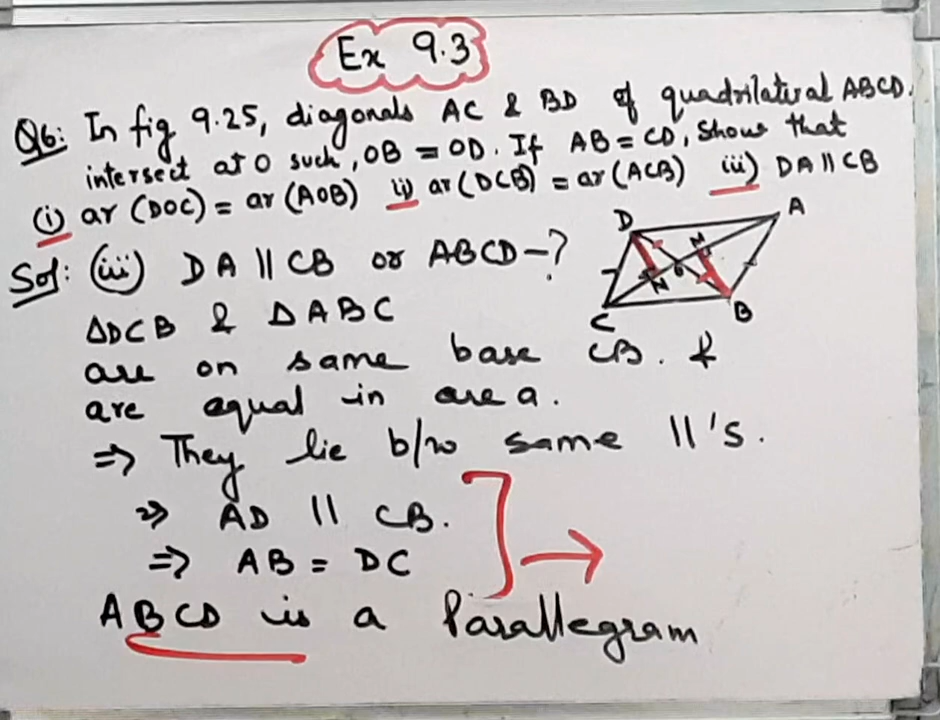 Ex 9.3
Q6: In fig 9.25, diagonals AC & BD of quadrilateral ABCD.
intersect at O such, OB = OD. If AB = CD, Show that
(i) ar (DOC) = ar (AOB) ii) ar (DCB) = ar (ACB) iii) DA || CB
Sol: (iii) DA || CB or ABCD-?
ΔDCB & ΔABC
are on same base CB. &
are equal in area.
⇒ They lie b/w same ||'s.
⇒ AD || CB.
⇒ AB = DC
ABCD is a Parallegram
D
A
M
O
N
C
B